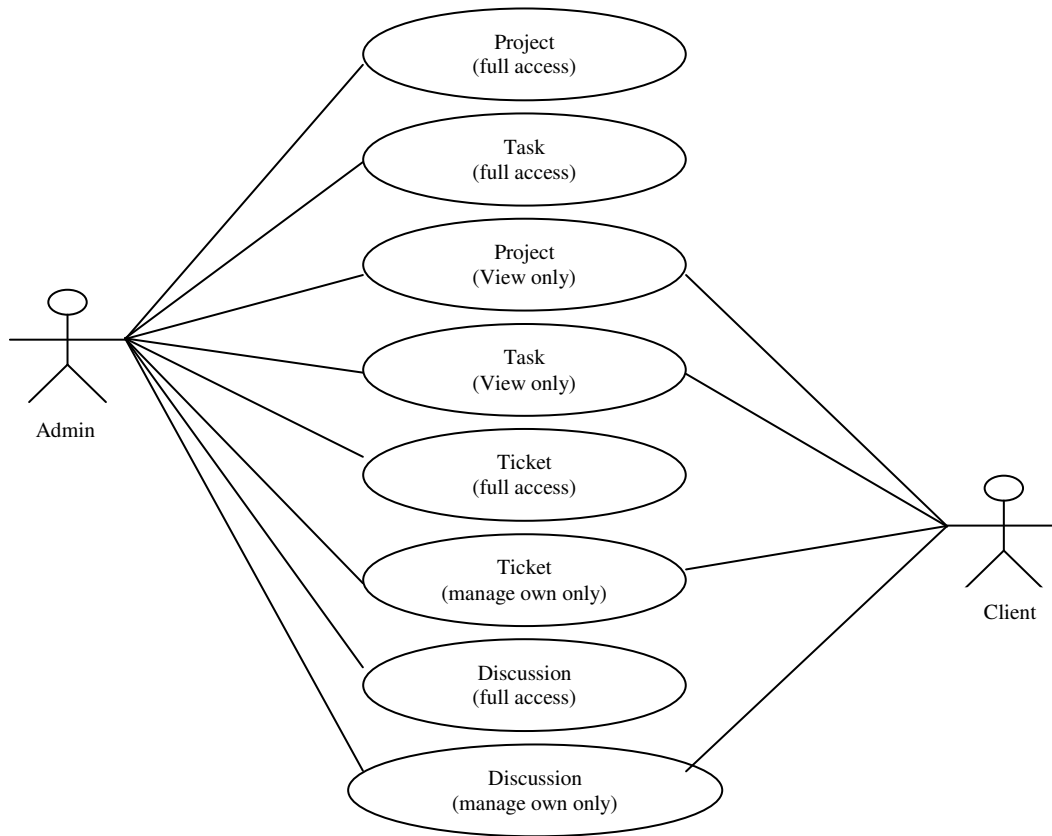 Project
(full access)
Task
(full access)
Project
(View only)
Task
(View only)
Admin
Ticket
(full access)
Ticket
(manage own only)
Client
Discussion
(full access)
Discussion
(manage own only)